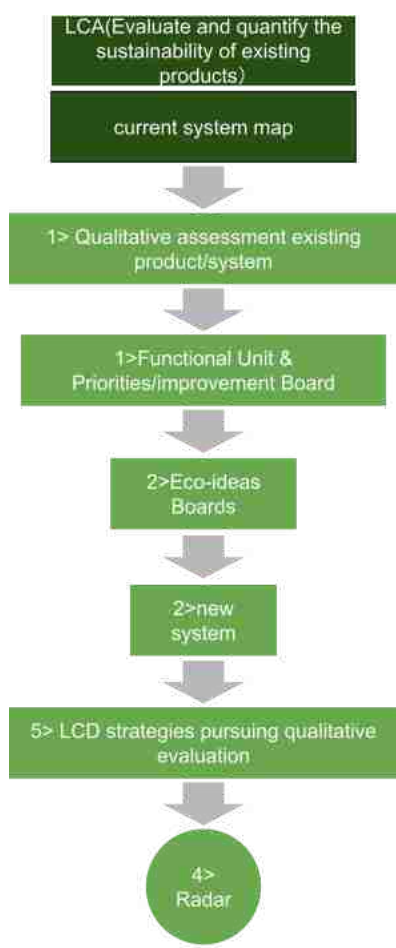 LCA(Evaluate and quantify the
sustainability of existing
products）
current system map
1> Qualitative assessment existing
product/system
1>Functional Unit &
Priorities/improvement Board
2>Eco-ideas
Boards
2>new
system
5> LCD strategies pursuing qualitative
evaluation
4>
Radar